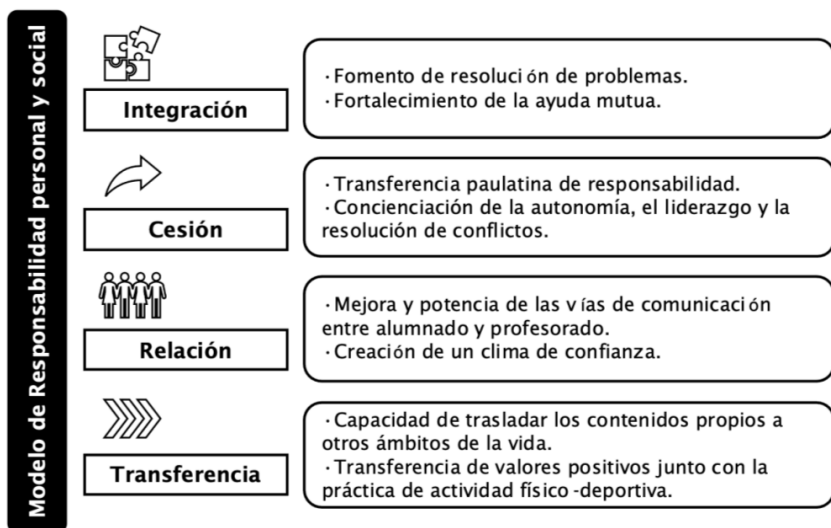 Modelo de Responsabilidad personal y social
Integración
· Fomento de resolución de problemas.
· Fortalecimiento de la ayuda mutua.
Cesión
· Transferencia paulatina de responsabilidad.
· Concienciación de la autonomía, el liderazgo y la
resolución de conflictos.
Relación
· Mejora y potencia de las vías de comunicación
entre alumnado y profesorado.
· Creación de un clima de confianza.
Transferencia
· Capacidad de trasladar los contenidos propios a
otros ámbitos de la vida.
· Transferencia de valores positivos junto con la
práctica de actividad físico -deportiva.